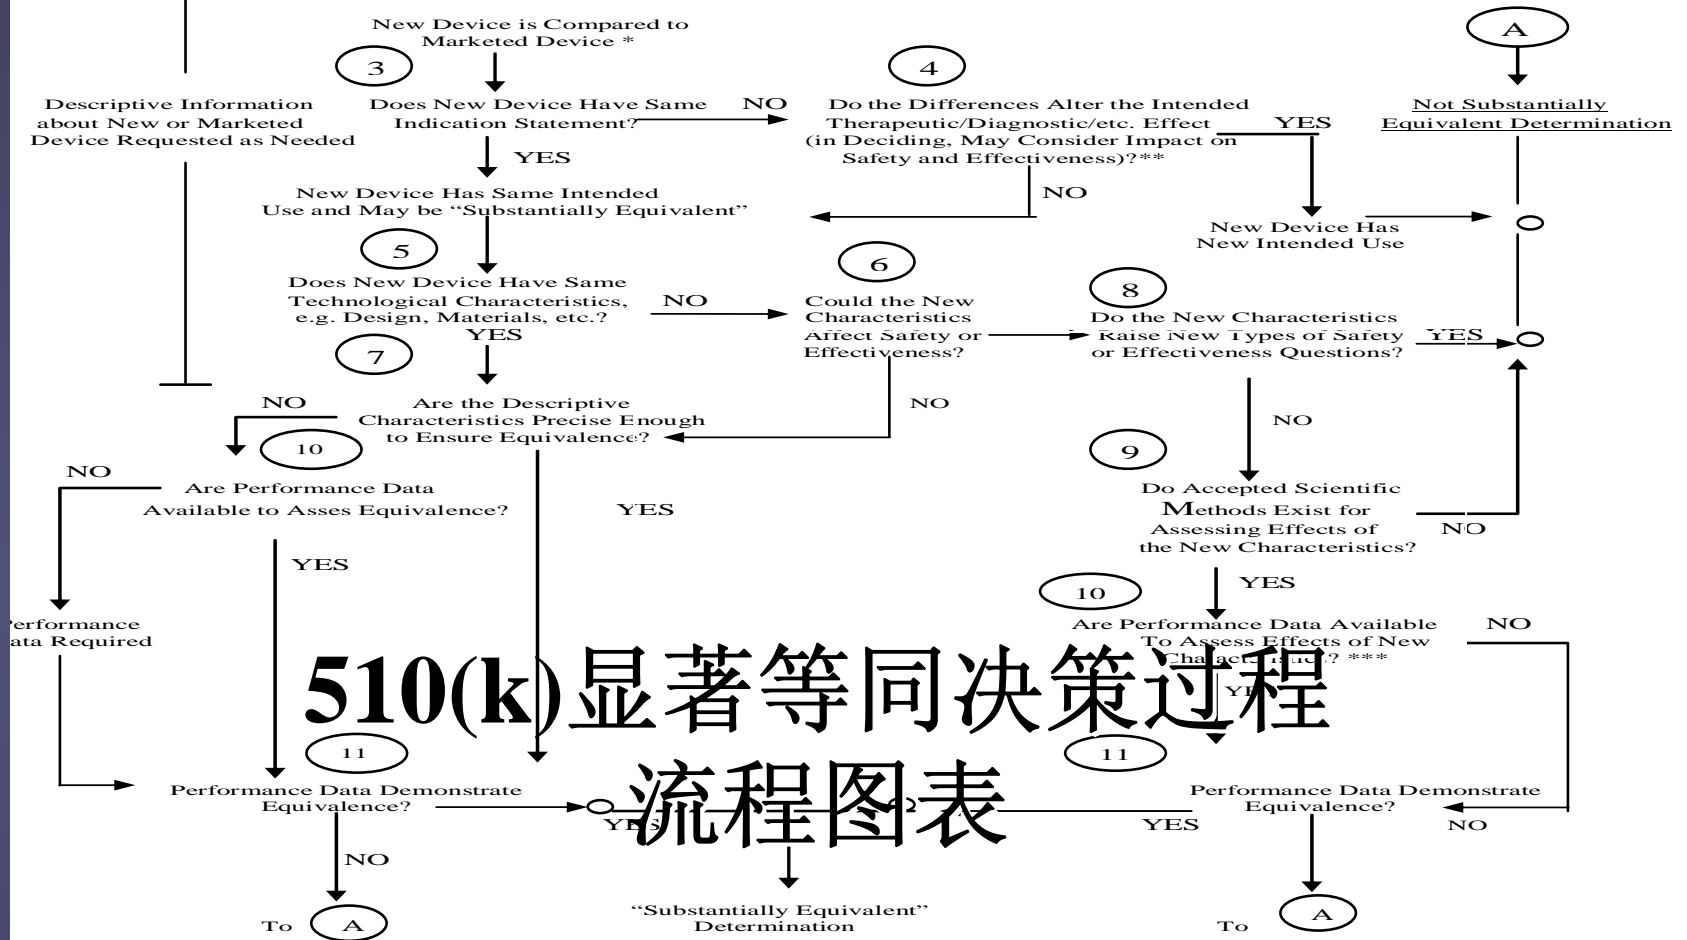 New Device is Compared to
Marketed Device *
A
3
4
Descriptive Information
about New or Marketed
Device Requested as Needed
Does New Device Have Same
Indication Statement?
NO
Do the Differences Alter the Intended
Therapeutic/Diagnostic/etc. Effect
(in Deciding, May Consider Impact on
Safety and Effectiveness)?**
YES
Not Substantially
Equivalent Determination
YES
NO
New Device Has Same Intended
Use and May be “Substantially Equivalent”
New Device Has
New Intended Use
5
6
Does New Device Have Same
Technological Characteristics,
e.g. Design, Materials, etc.?
NO
YES
7
Could the New
Characteristics
Affect Safety or
Effectiveness?
8
Do the New Characteristics
Raise New Types of Safety
or Effectiveness Questions?
YES
NO
Are the Descriptive
Characteristics Precise Enough
to Ensure Equivalence?
NO
NO
10
9
NO
Are Performance Data
Available to Asses Equivalence?
YES
Do Accepted Scientific
Methods Exist for
Assessing Effects of
the New Characteristics?
NO
YES
YES
10
Performance
ata Required
Are Performance Data Available
To Assess Effects of New
Characteristics? ***
NO
YES
510(k)显著等同决策过程
流程图表
11
11
Performance Data Demonstrate
Equivalence?
YES
Performance Data Demonstrate
Equivalence?
YES
NO
NO
To
A
“Substantially Equivalent”
Determination
To
A